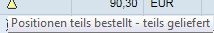 90,30 EUR
Positionen teils bestellt - teils geliefert